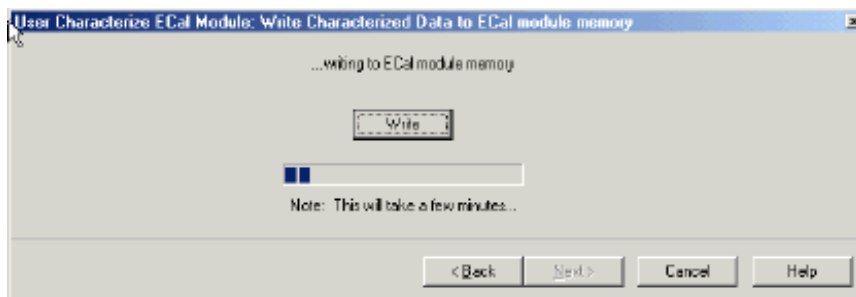 User Characterize ECal Module: Write Characterized Data to ECal module memory
...writing to ECal module memory
Write
Note: This will take a few minutes...
< Back Next > Cancel Help